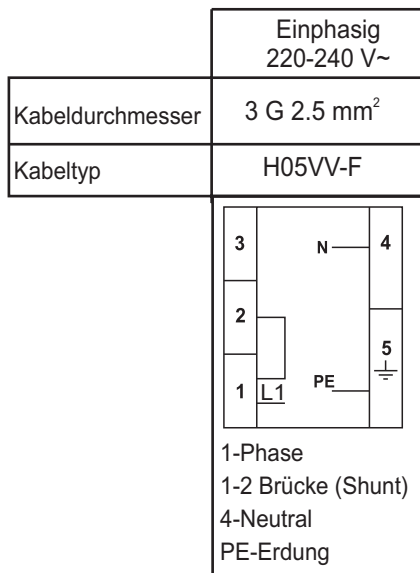 Einphasig
220-240 V~
Kabeldurchmesser 3 G 2.5 mm²
Kabeltyp H05VV-F
3 N 4
2
5
1 L1 PE
1-Phase
1-2 Brücke (Shunt)
4-Neutral
PE-Erdung